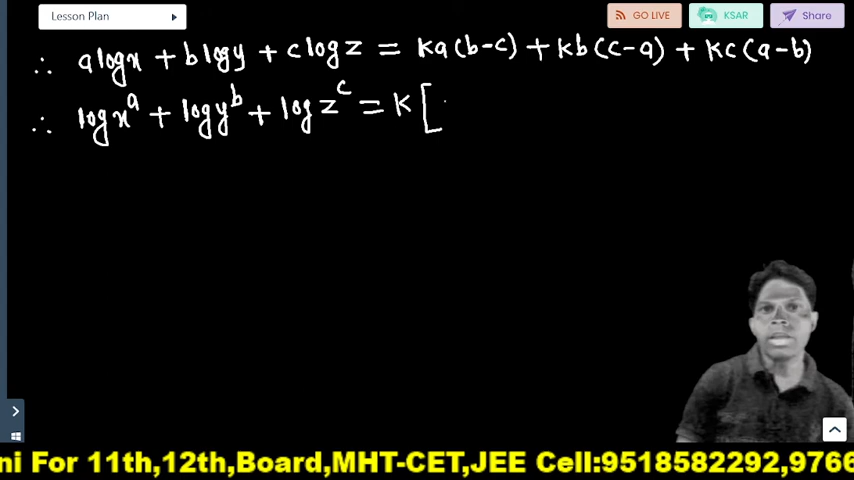 Lesson Plan
GO LIVE
KSAR
Share
∴ a log x + b log y + c log z = ka(b-c) + kb(c-a) + kc(a-b)
∴ log x^a + log y^b + log z^c = k [
ni For 11th,12th,Board,MHT-CET,JEE Cell:9518582292,9766